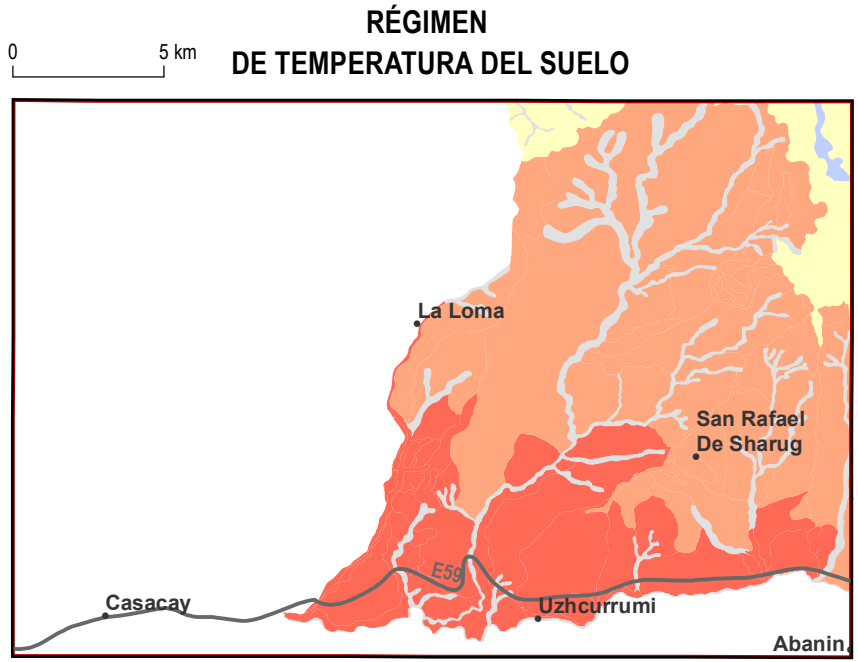 RÉGIMEN
DE TEMPERATURA DEL SUELO
0 5 km
La Loma
San Rafael
De Sharug
E59
Casacay
Uzhcurrumi
Abanin